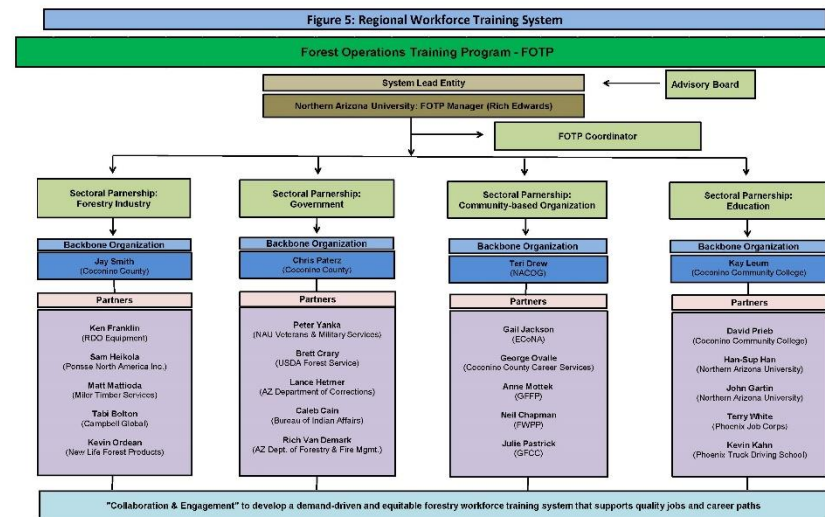 Figure 5: Regional Workforce Training System
Forest Operations Training Program - FOTP
System Lead Entity
Advisory Board
Northern Arizona University: FOTP Manager (Rich Edwards)
FOTP Coordinator
Sectoral Parnership:
Forestry Industry
Backbone Organization
Jay Smith
(Coconino County)
Partners
Ken Franklin
(RDO Equipment)
Sam Heikola
(Ponsse North America Inc.)
Matt Mattioda
(Miler Timber Services)
Tabi Bolton
(Campbell Global)
Kevin Ordean
(New Life Forest Products)
Sectoral Parnership:
Government
Backbone Organization
Chris Paterz
(Coconino County)
Partners
Peter Yanka
(NAU Veterans & Military Services)
Brett Crary
(USDA Forest Service)
Lance Hetmer
(AZ Department of Corrections)
Caleb Cain
(Bureau of Indian Affairs)
Rich Van Demark
(AZ Dept. of Forestry & Fire Mgmt.)
Sectoral Parnership:
Community-based Organization
Backbone Organization
Teri Drew
(NACOG)
Partners
Gail Jackson
(ECoNA)
George Ovalle
(Coconino County Career Services)
Anne Mottek
(GFFP)
Neil Chapman
(FWPP)
Julie Pastrick
(GFCC)
Sectoral Parnership:
Education
Backbone Organization
Kay Leum
(Coconino Community College)
Partners
David Prieb
(Coconino Community College)
Han-Sup Han
(Northern Arizona University)
John Gartin
(Northern Arizona University)
Terry White
(Phoenix Job Corps)
Kevin Kahn
(Phoenix Truck Driving School)
"Collaboration & Engagement" to develop a demand-driven and equitable forestry workforce training system that supports quality jobs and career paths